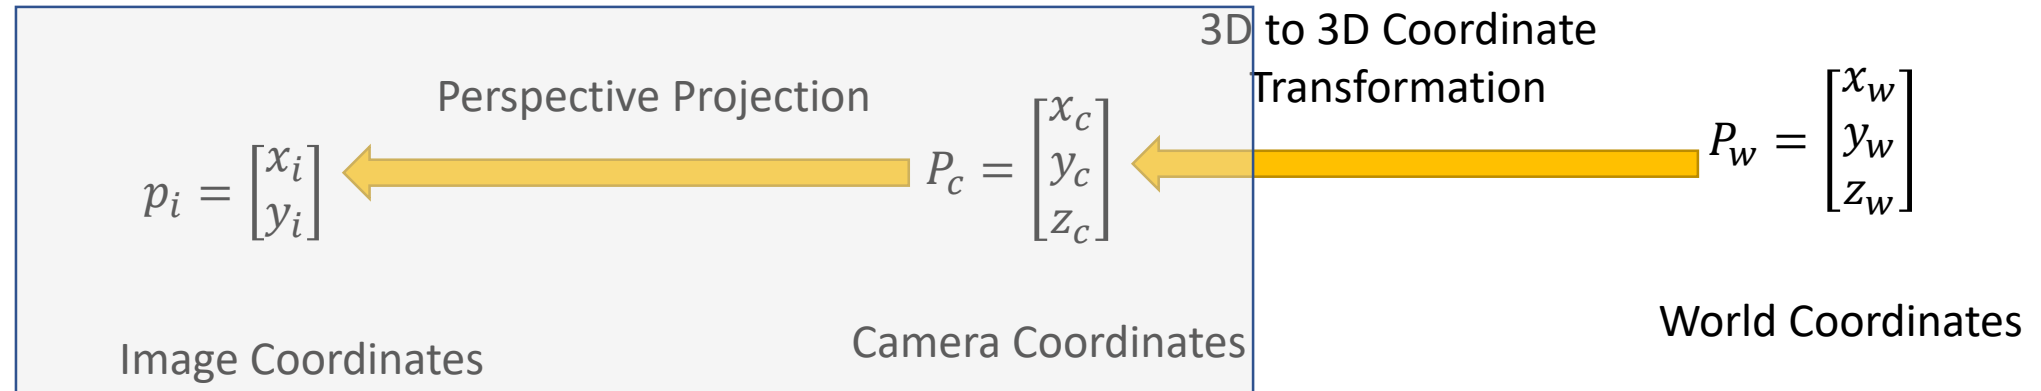 3D to 3D Coordinate
Transformation
Perspective Projection
p_i = [x_i y_i]
P_c = [x_c y_c z_c]
P_w = [x_w y_w z_w]
Image Coordinates
Camera Coordinates
World Coordinates